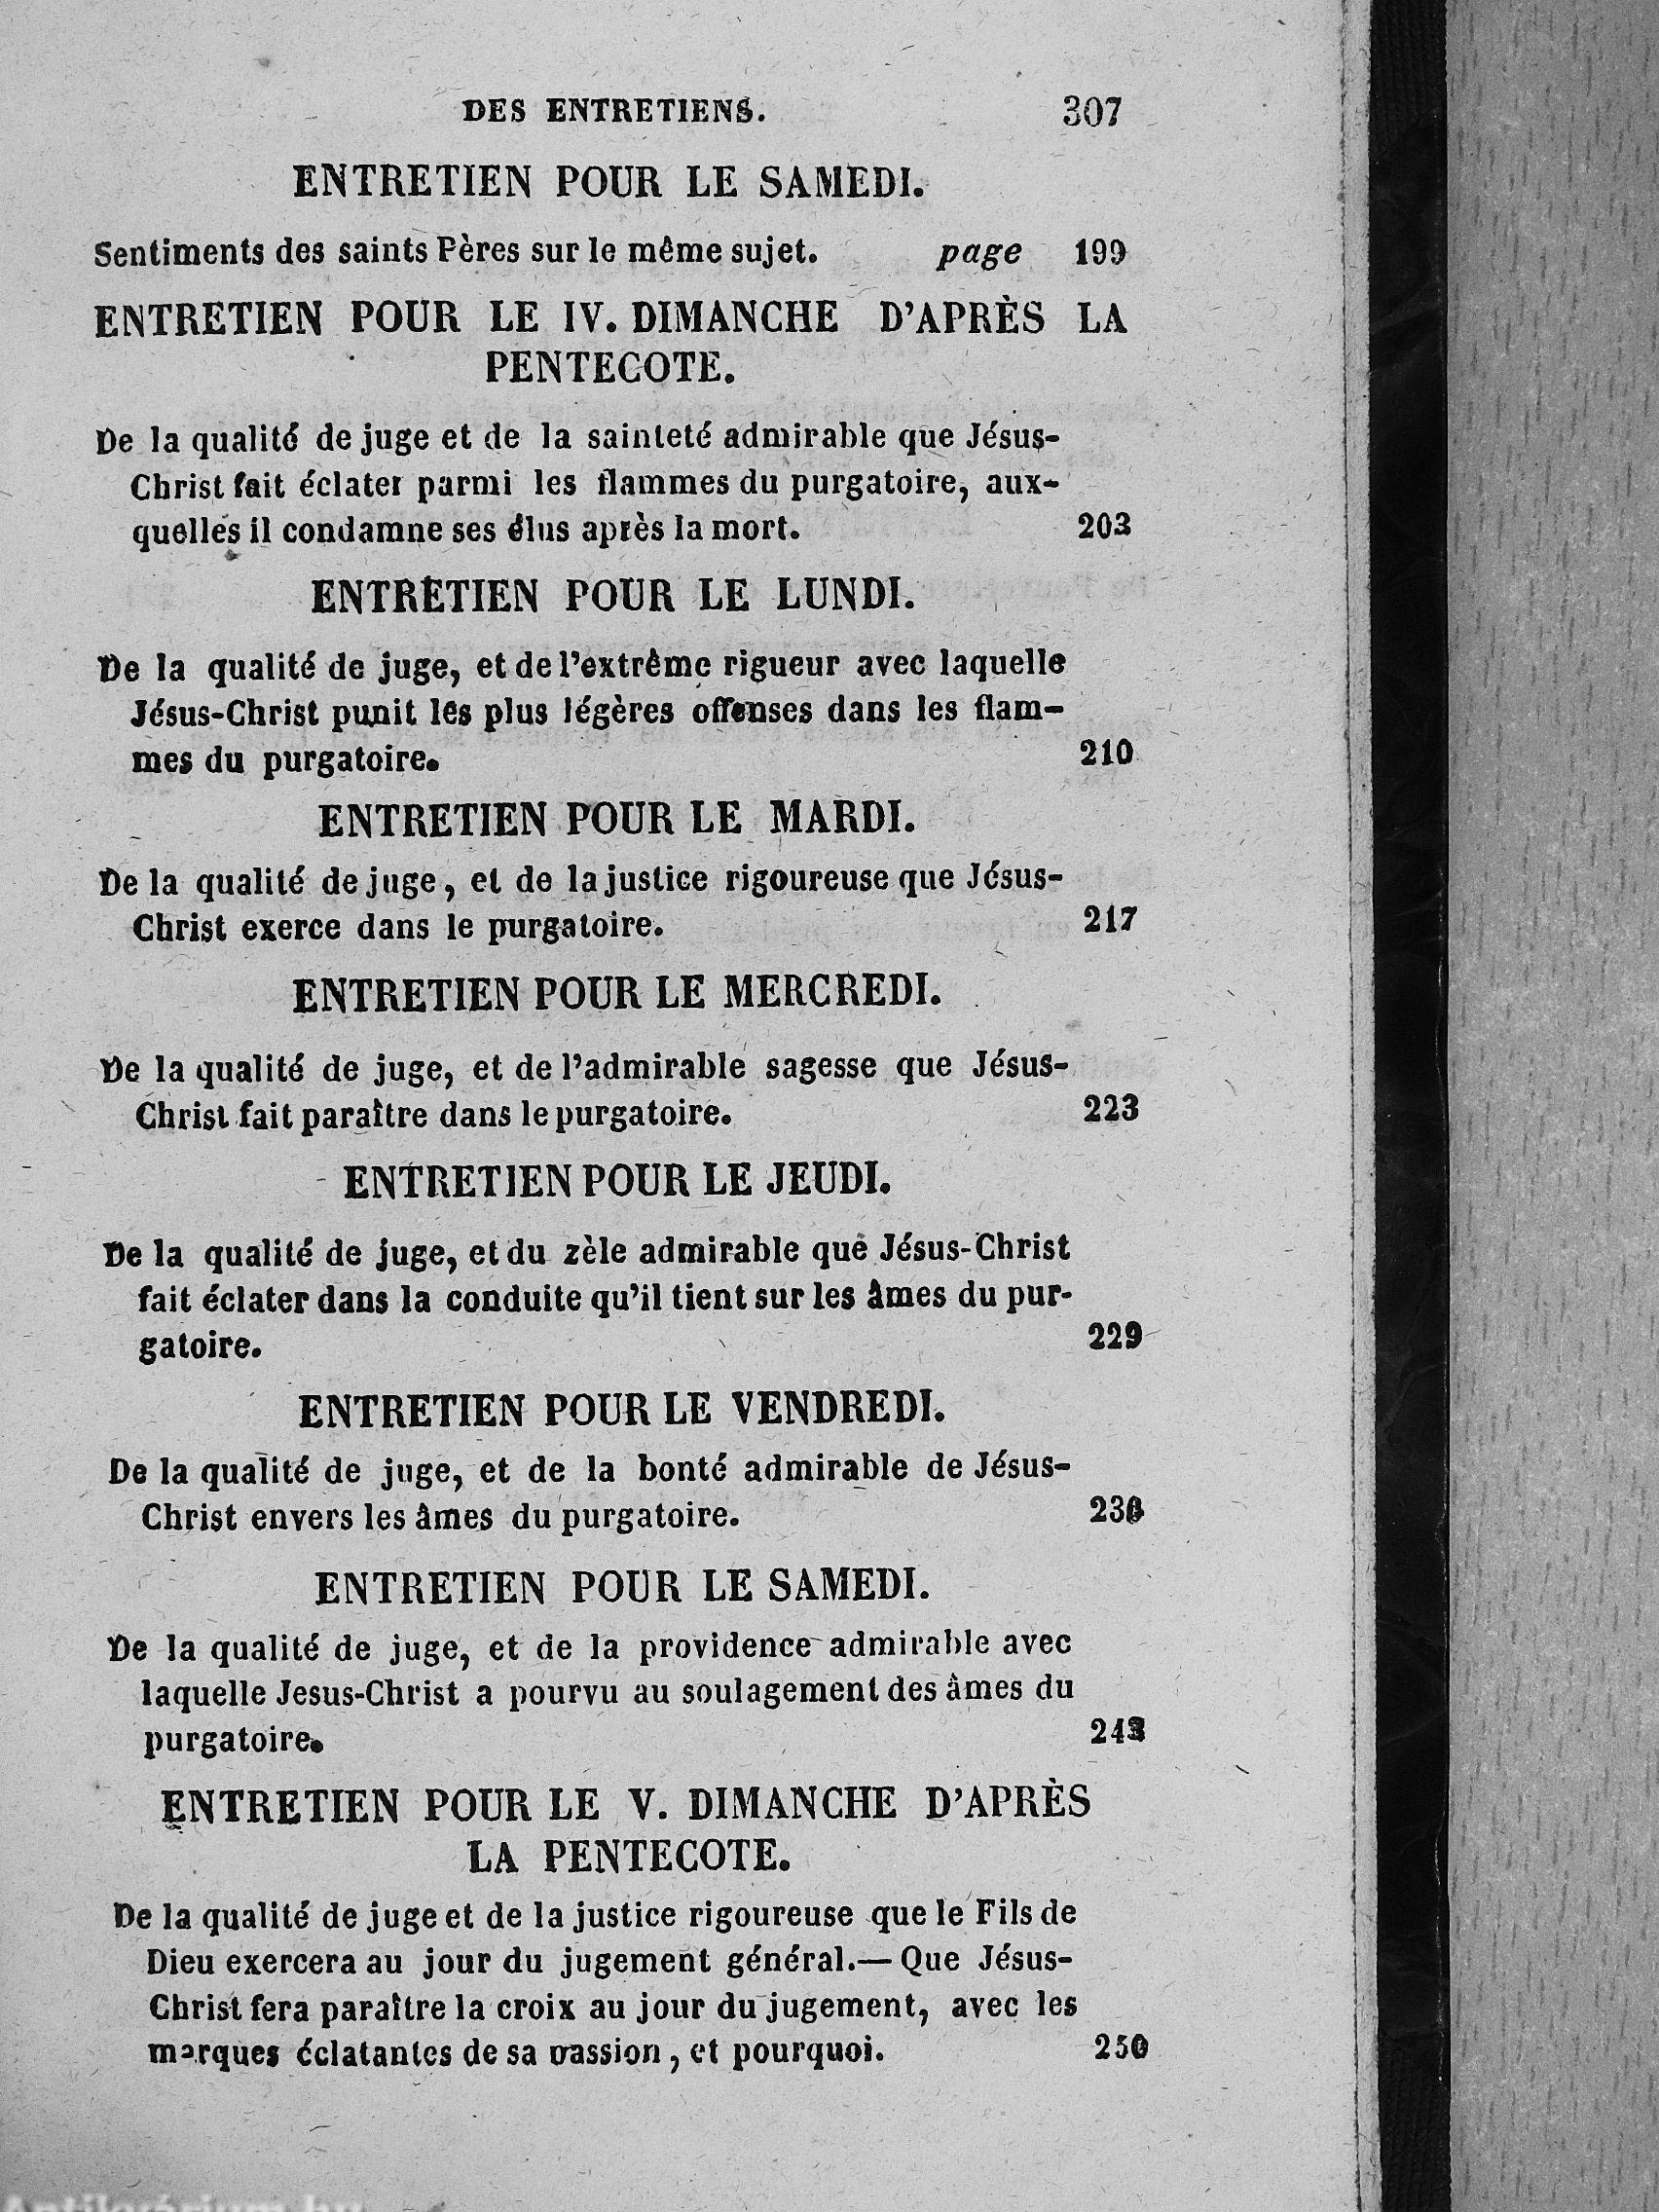 DES ENTRETIENS. 307
ENTRETIEN POUR LE SAMEDI.
Sentiments des saints Pères sur le même sujet. page 199
ENTRETIEN POUR LE IV. DIMANCHE D'APRÈS LA
PENTECOTE.
De la qualité de juge et de la sainteté admirable que Jésus-
Christ fait éclater parmi les flammes du purgatoire, aux-
quelles il condamne ses élus après la mort. 203
ENTRETIEN POUR LE LUNDI.
De la qualité de juge, et de l'extrême rigueur avec laquelle
Jésus-Christ punit les plus légères offenses dans les flam-
mes du purgatoire. 210
ENTRETIEN POUR LE MARDI.
De la qualité de juge, et de la justice rigoureuse que Jésus-
Christ exerce dans le purgatoire. 217
ENTRETIEN POUR LE MERCREDI.
De la qualité de juge, et de l'admirable sagesse que Jésus-
Christ fait paraître dans le purgatoire. 223
ENTRETIEN POUR LE JEUDI.
De la qualité de juge, et du zèle admirable que Jésus-Christ
fait éclater dans la conduite qu'il tient sur les âmes du pur-
gatoire. 229
ENTRETIEN POUR LE VENDREDI.
De la qualité de juge, et de la bonté admirable de Jésus-
Christ envers les âmes du purgatoire.
ENTRETIEN POUR LE SAMEDI.
De la qualité de juge, et de la providence admirable avec
laquelle Jesus-Christ a pourvu au soulagement des âmes du
purgatoire.
ENTRETIEN POUR LE V. DIMANCHE D'APRÈS
LA PENTECOTE.
De la qualité de juge et de la justice rigoureuse que le Fils de
Dieu exercera au jour du jugement général.— Que Jésus-
Christ fera paraître la croix au jour du jugement, avec les
marques éclatantes de sa passion, et pourquoi. 250